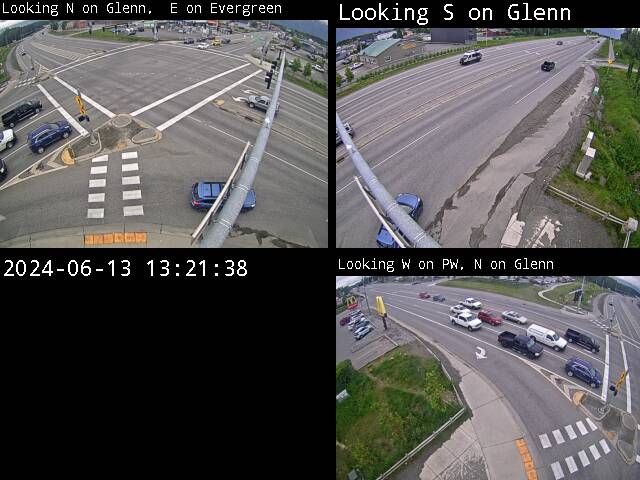 Looking N on Glenn,  E on Evergreen
Looking S on Glenn
2024-06-13 13:21:38
Looking W on PW, N on Glenn